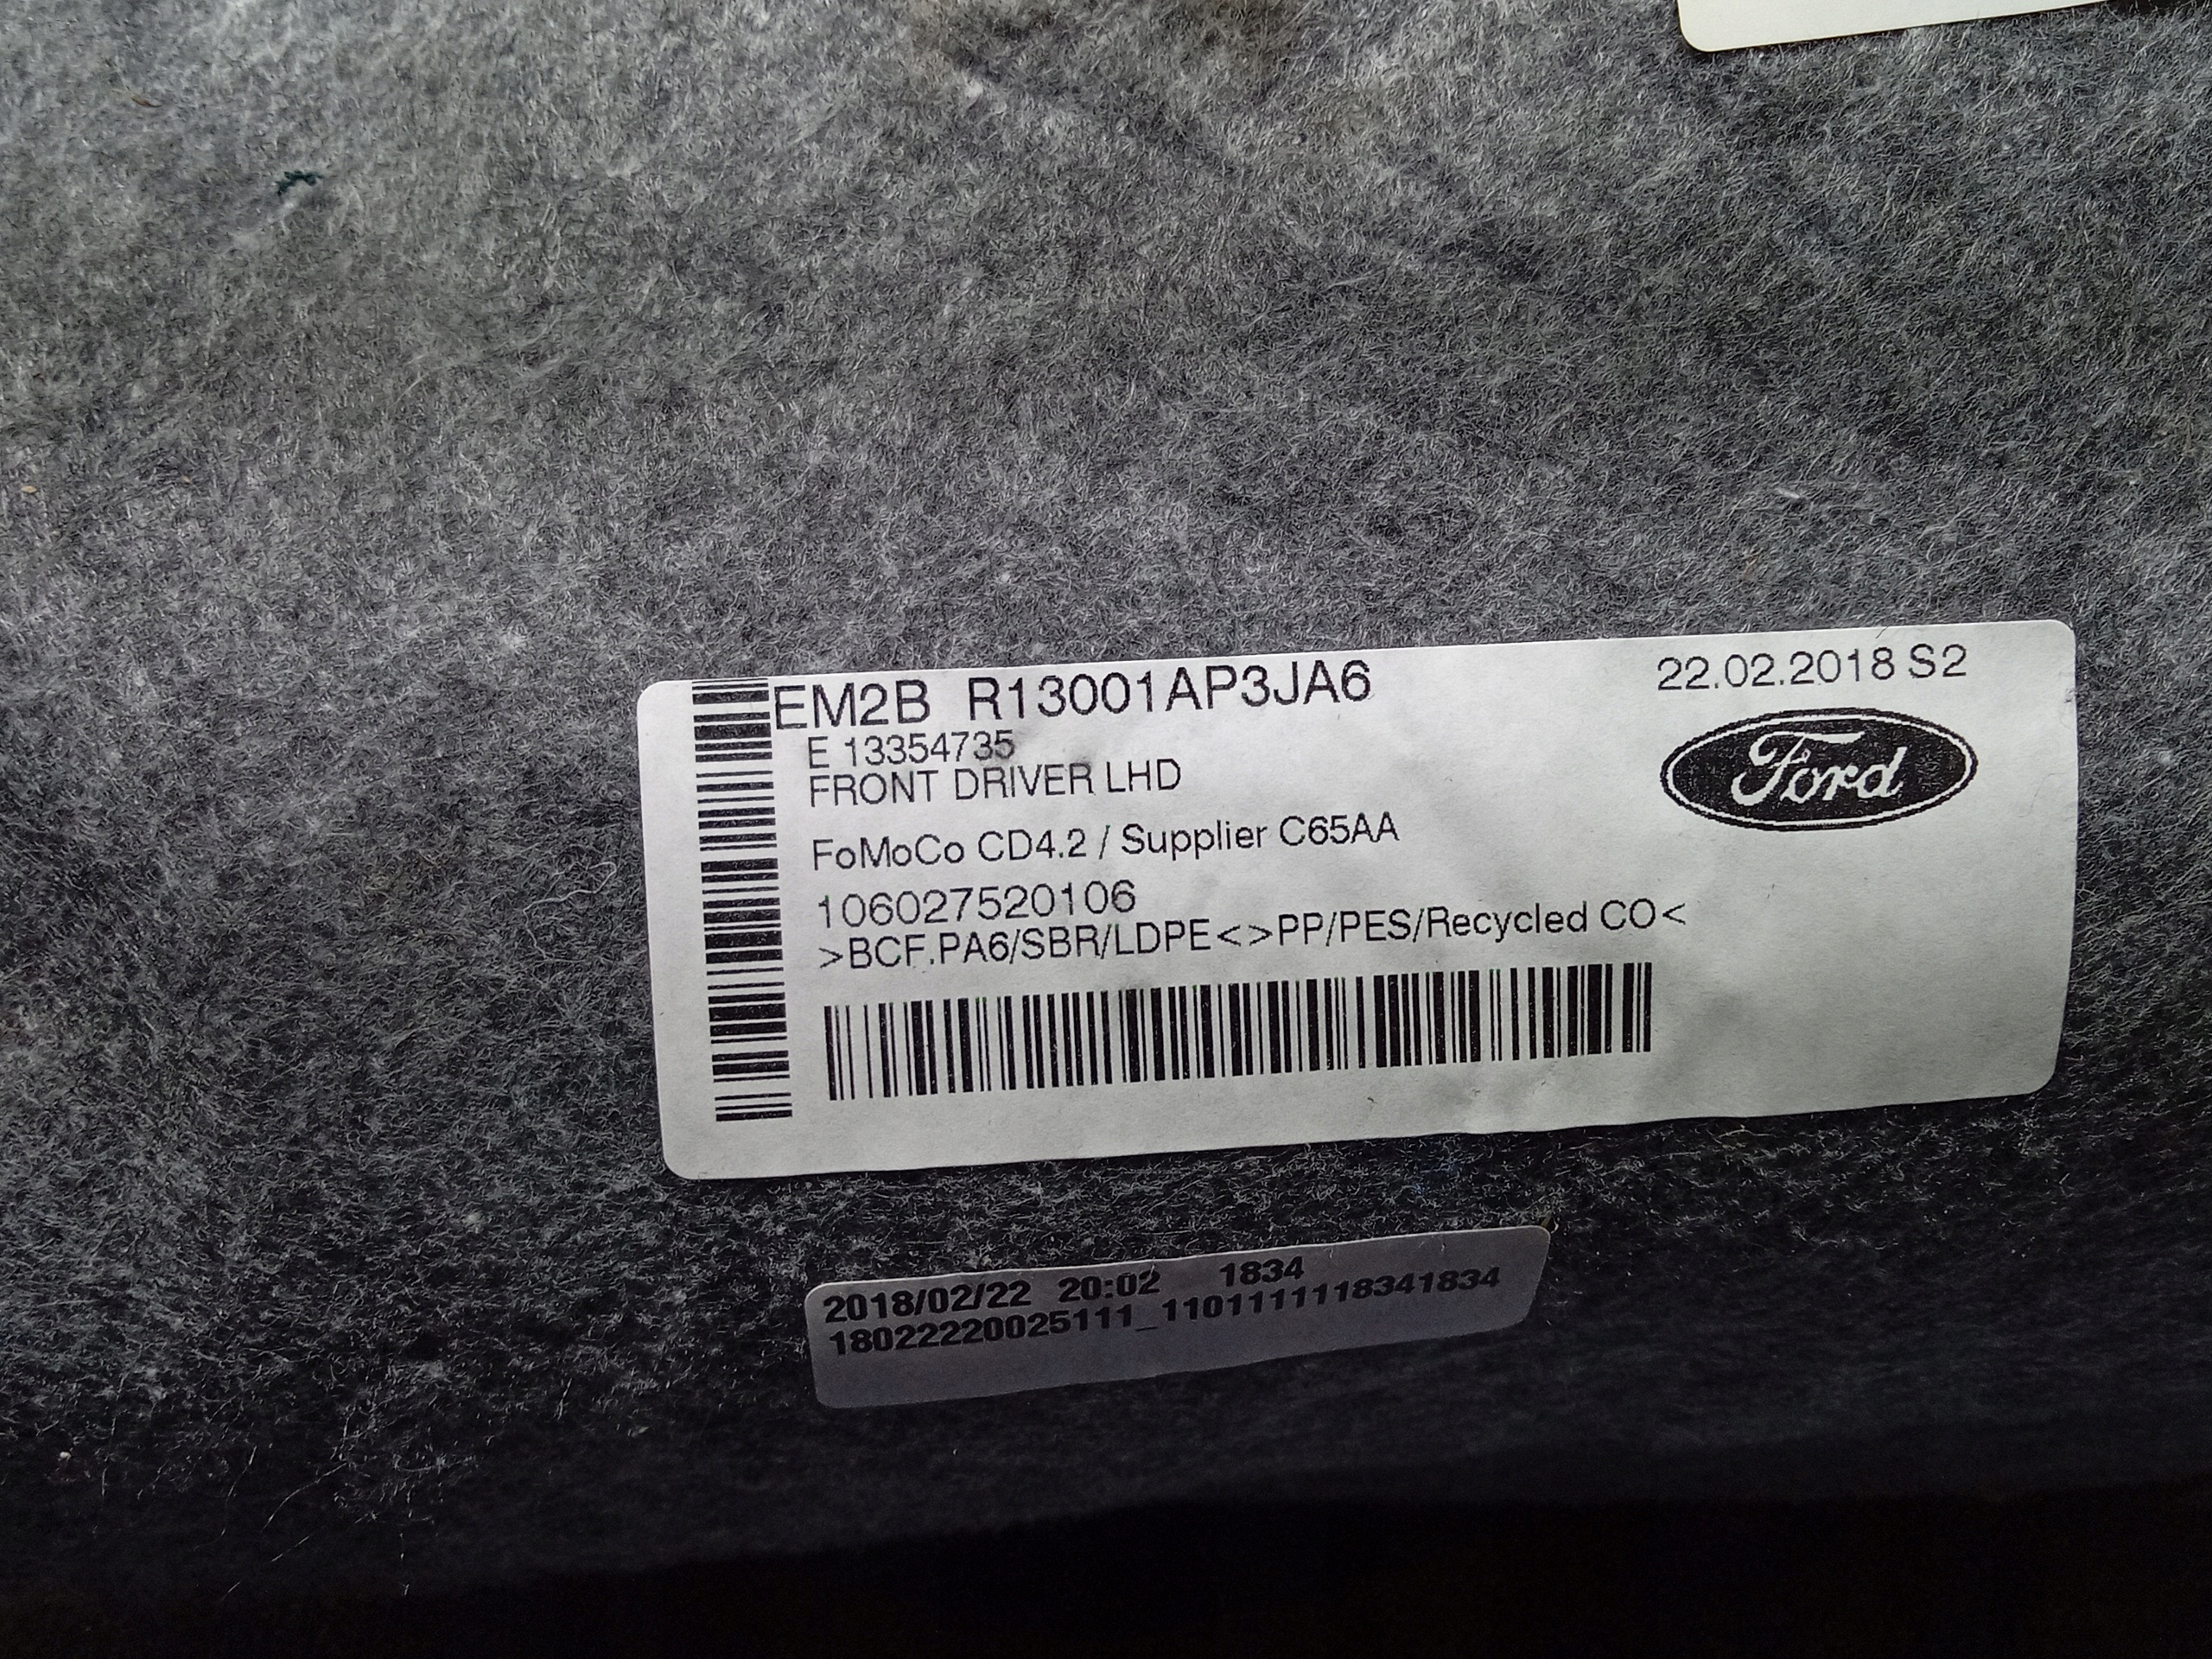 EM2B R13001AP3JA6
22.02.2018 S2
E 13354735
FRONT DRIVER LHD
Ford
FoMoCo CD4.2 / Supplier C65AA
106027520106
>BCF.PA6/SBR/LDPE<>PP/PES/Recycled CO<
2018/02/22 20:02 1834
18022220025111_1101111118341834